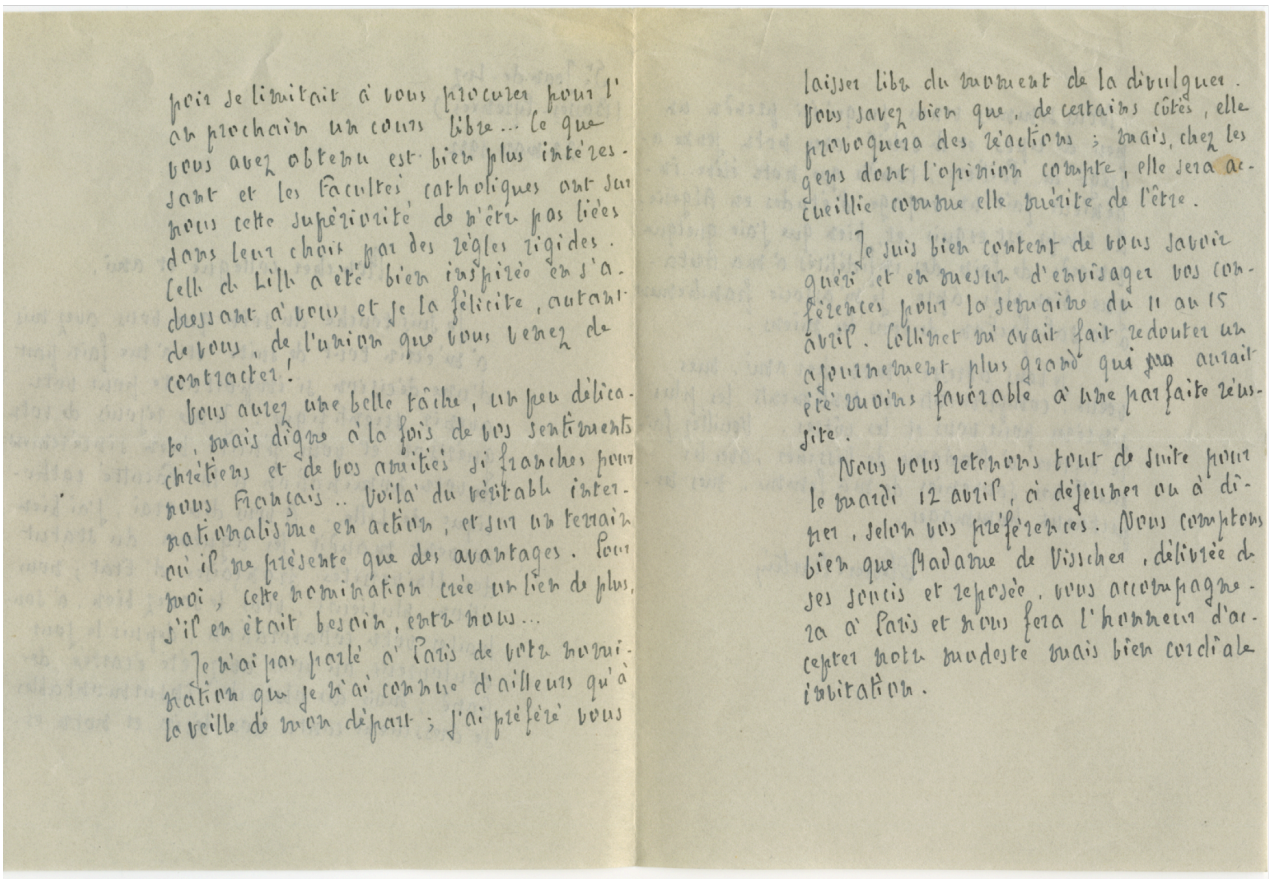 poir se limitait à vous procurer pour l'
an prochain un cours libre... Ce que
vous avez obtenu est bien plus intéres-
sant et les Facultés catholiques ont sur
nous cette supériorité de n'être pas liées
dans leur choix par des règles rigides.
Celle de Lille a été bien inspirée en s'a-
dressant à vous et je la félicite, autant
de vous, de l'union que vous venez de
contracter!
Vous aurez une belle tâche, un peu délica-
te, mais digne à la fois de vos sentiments
chrétiens et de vos amitiés si franches pour
nous Français.. Voilà du véritable inter-
nationalisme en action, et sur un terrain
où il ne présente que des avantages. Pour
moi, cette nomination crée un lien de plus,
s'il en était besoin, entre nous...
Je n'ai pas parlé à Paris de votre nomi-
nation que je n'ai connue d'ailleurs qu'à
la veille de mon départ ; j'ai préféré vous
laisser libre du moment de la divulguer.
Vous savez bien que, de certains côtés, elle
provoquera des réactions ; mais, chez les
gens dont l'opinion compte, elle sera ac-
cueillie comme elle mérite de l'être.
Je suis bien content de vous savoir
guéri et en mesure d'envisager vos con-
férences pour la semaine du 11 au 15
avril. Collinet m'avait fait redouter un
ajournement plus grand qui aurait
été moins favorable à une parfaite réus-
site.
Nous vous retenons tout de suite pour
le mardi 12 avril, à déjeuner ou à dî-
ner, selon vos préférences. Nous comptons
bien que Madame de Visscher, délivrée de
ses soucis et reposée, vous accompagne-
ra à Paris et nous fera l'honneur d'ac-
cepter notre modeste mais bien cordiale
invitation.